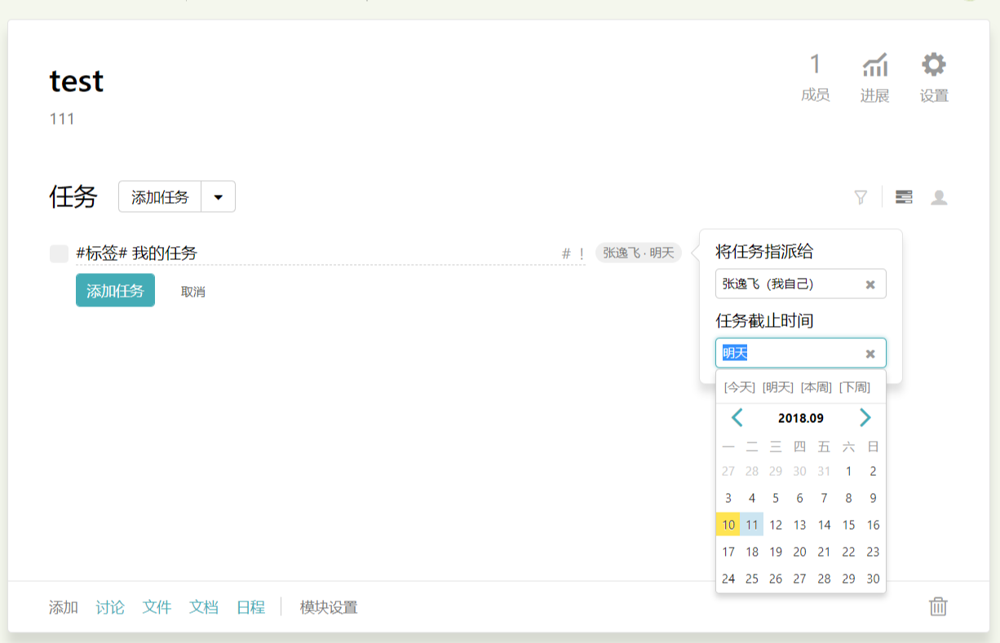 test
111
1
成员
进展
设置
任务
添加任务
#标签# 我的任务
# !
张逸飞 · 明天
添加任务
取消
将任务指派给
张逸飞（我自己）
任务截止时间
明天
[今天] [明天] [本周] [下周]
2018.09
一 二 三 四 五 六 日
27 28 29 30 31 1 2
3 4 5 6 7 8 9
10 11 12 13 14 15 16
17 18 19 20 21 22 23
24 25 26 27 28 29 30
添加 讨论 文件 文档 日程 模块设置